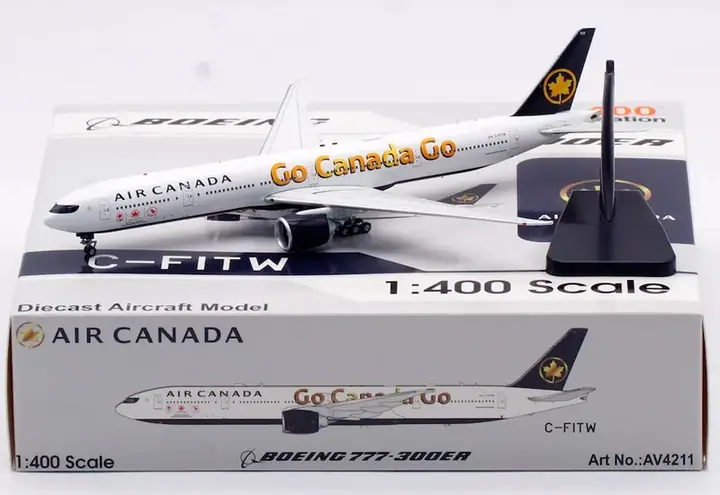 BOEING
400
AIR CANADA
Go Canada Go
C-FITW
1:400 Scale
Diecast Aircraft Model
AIR CANADA
AIR CANADA
Go Canada Go
C-FITW
1:400 Scale
BOEING 777-300ER
Art No.:AV4211